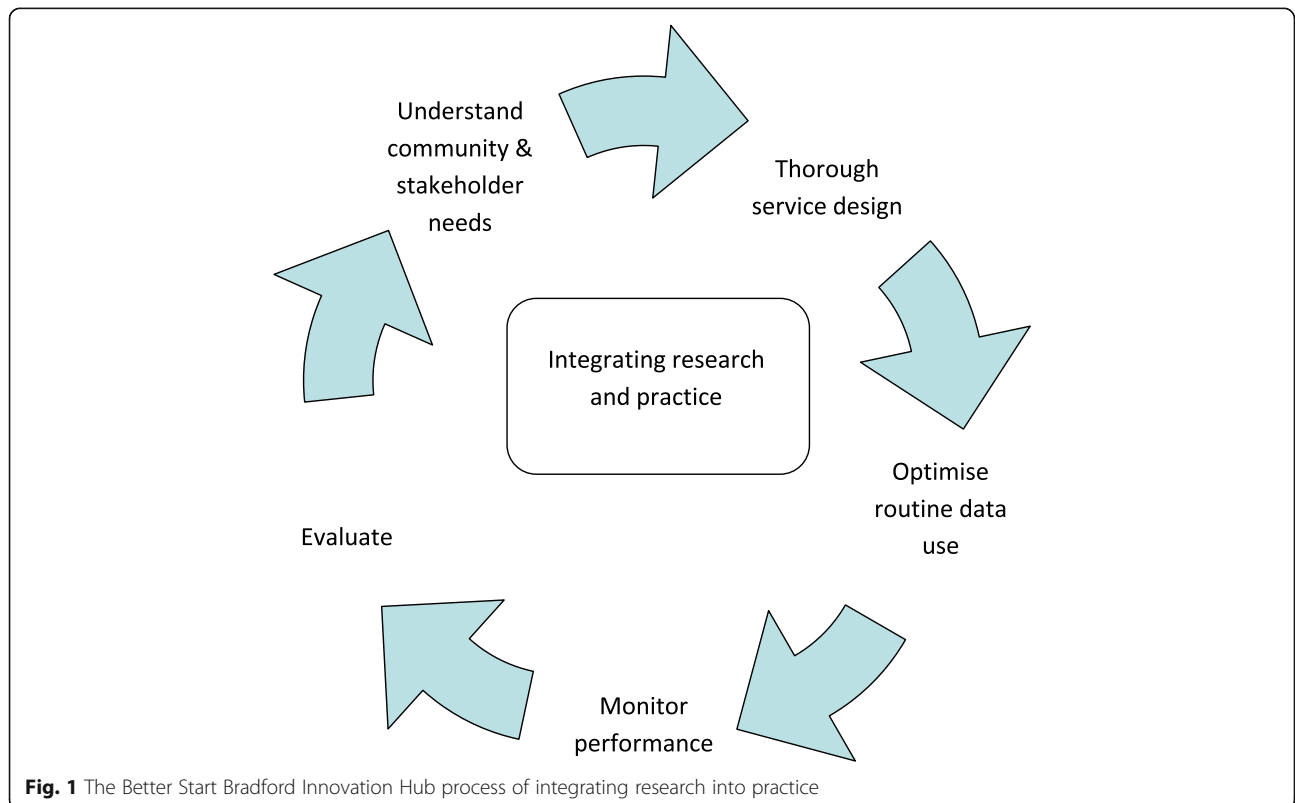 Understand
community &
stakeholder
needs
Thorough
service design
Integrating research
and practice
Optimise
routine data
use
Evaluate
Monitor
performance
Fig. 1 The Better Start Bradford Innovation Hub process of integrating research into practice